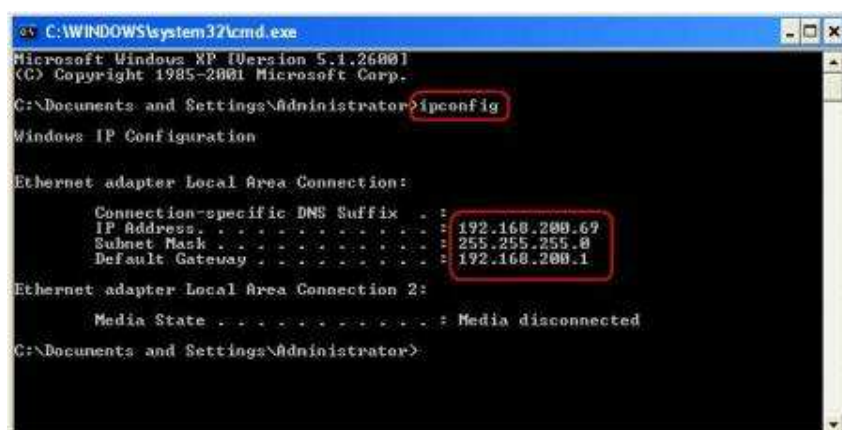 C:\WINDOWS\system32\cmd.exe
Microsoft Windows XP [Version 5.1.2600]
(C) Copyright 1985-2001 Microsoft Corp.
C:\Documents and Settings\Administrator>ipconfig
Windows IP Configuration
Ethernet adapter Local Area Connection:
Connection-specific DNS Suffix . :
IP Address. . . . . . . . . . . . : 192.168.200.69
Subnet Mask . . . . . . . . . . . : 255.255.255.0
Default Gateway . . . . . . . . . : 192.168.200.1
Ethernet adapter Local Area Connection 2:
Media State . . . . . . . . . . . : Media disconnected
C:\Documents and Settings\Administrator>